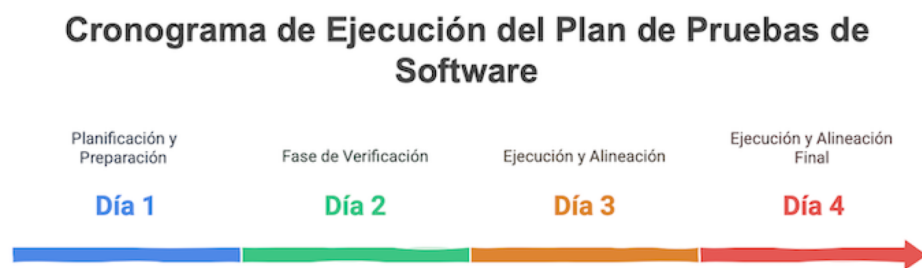 Cronograma de Ejecución del Plan de Pruebas de
Software
Planificación y
Preparación
Día 1
Fase de Verificación
Día 2
Ejecución y Alineación
Día 3
Ejecución y Alineación
Final
Día 4